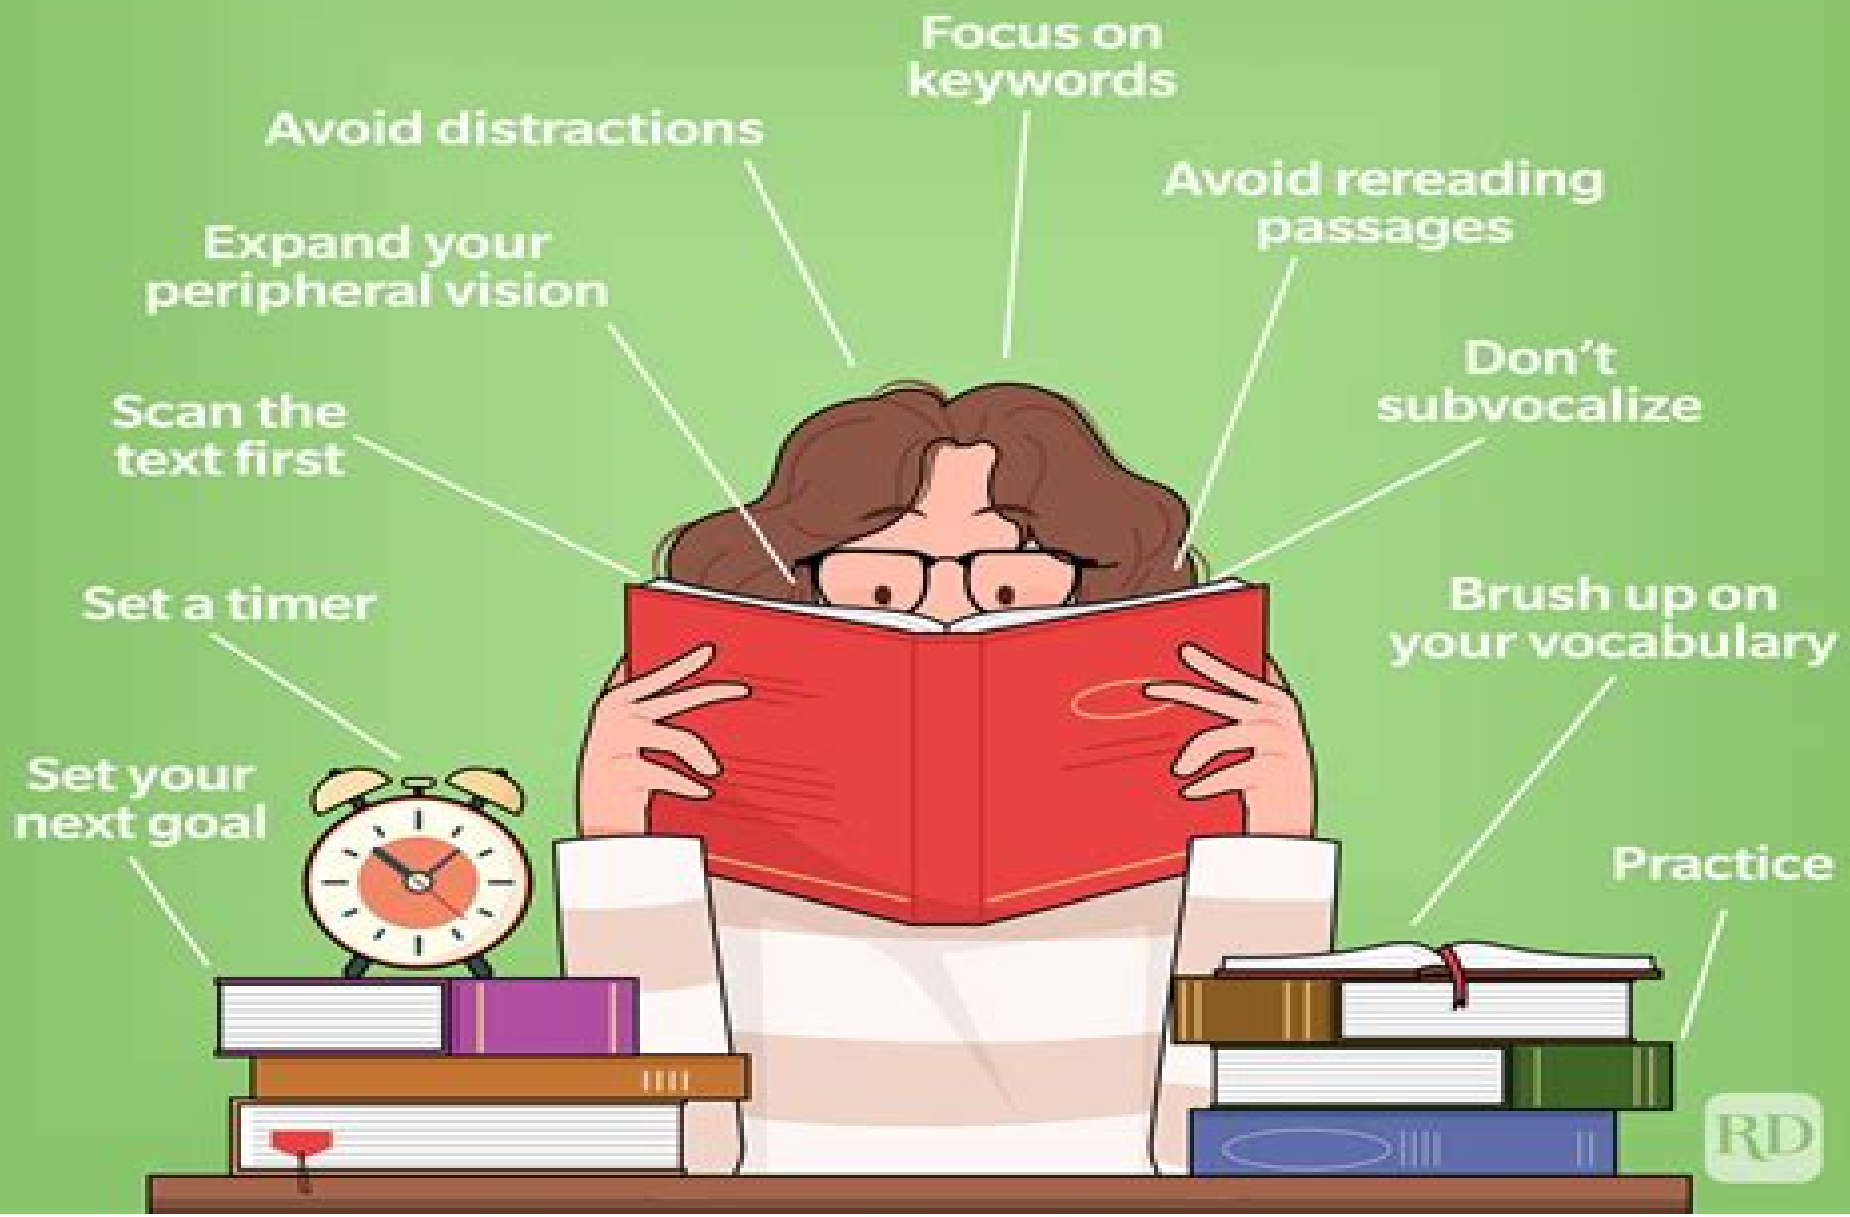 Focus on
keywords
Avoid distractions
Avoid rereading
passages
Expand your
peripheral vision
Don't
subvocalize
Scan the
text first
Set a timer
Brush up on
your vocabulary
Set your
next goal
Practice
RD